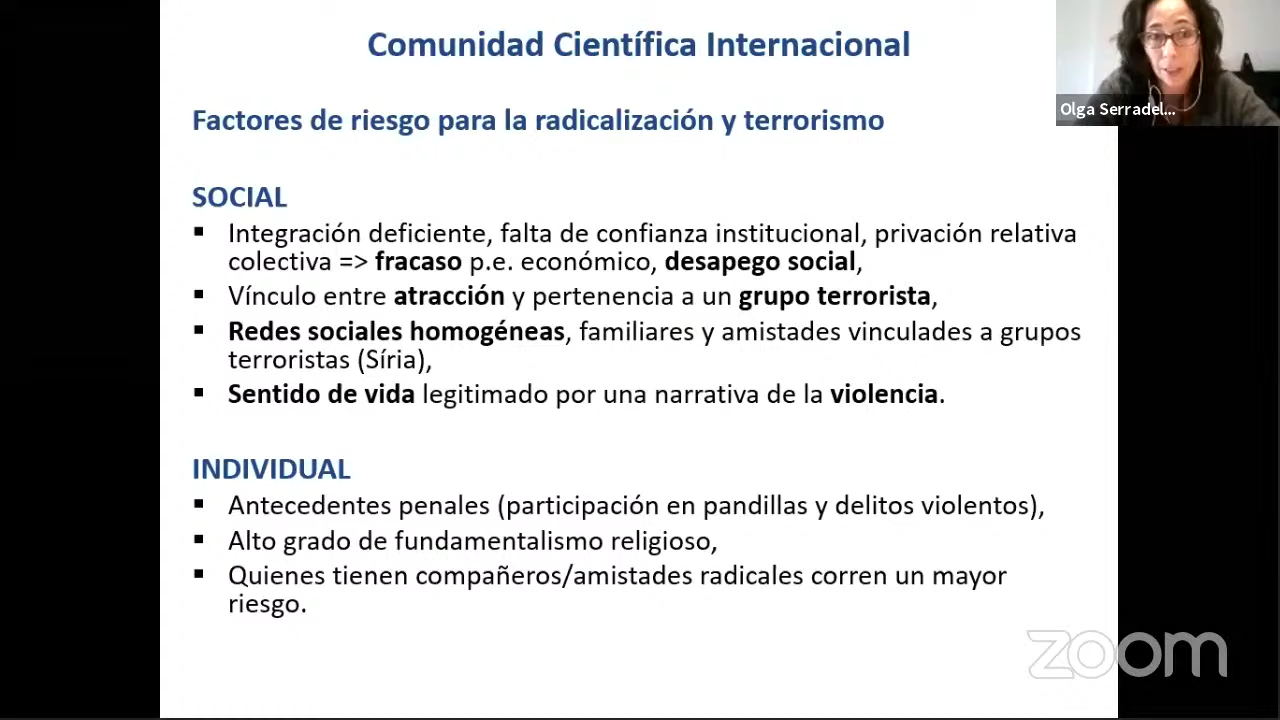 Comunidad Científica Internacional
Olga Serradel...
Factores de riesgo para la radicalización y terrorismo
SOCIAL
▪ Integración deficiente, falta de confianza institucional, privación relativa
colectiva => fracaso p.e. económico, desapego social,
▪ Vínculo entre atracción y pertenencia a un grupo terrorista,
▪ Redes sociales homogéneas, familiares y amistades vinculades a grupos
terroristas (Síria),
▪ Sentido de vida legitimado por una narrativa de la violencia.
INDIVIDUAL
▪ Antecedentes penales (participación en pandillas y delitos violentos),
▪ Alto grado de fundamentalismo religioso,
▪ Quienes tienen compañeros/amistades radicales corren un mayor
riesgo.
zoom